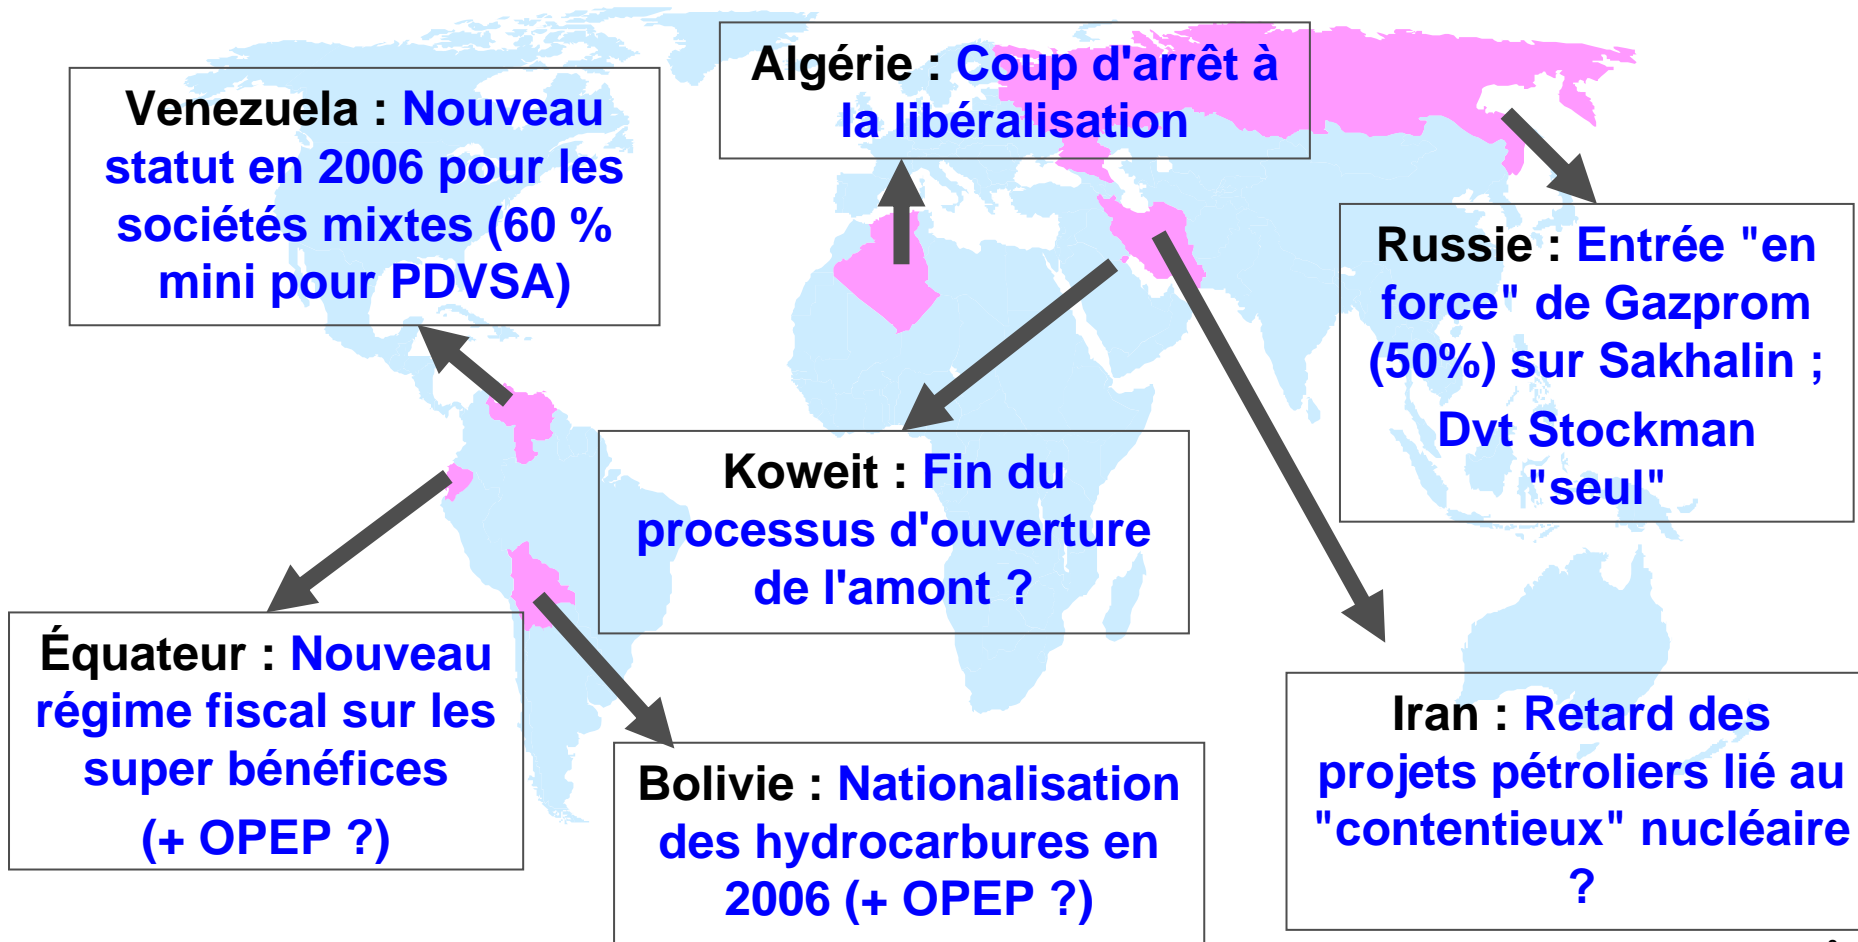 Algérie : Coup d'arrêt à
la libéralisation
Venezuela : Nouveau
statut en 2006 pour les
sociétés mixtes (60 %
mini pour PDVSA)
Russie : Entrée "en
force" de Gazprom
(50%) sur Sakhalin ;
Dvt Stockman
"seul"
Koweit : Fin du
processus d'ouverture
de l'amont ?
Équateur : Nouveau
régime fiscal sur les
super bénéfices
(+ OPEP ?)
Bolivie : Nationalisation
des hydrocarbures en
2006 (+ OPEP ?)
Iran : Retard des
projets pétroliers lié au
"contentieux" nucléaire
?